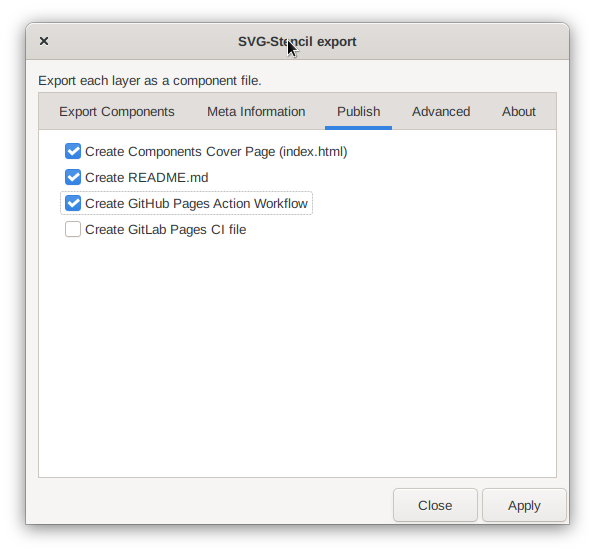 SVG-Stencil export
Export each layer as a component file.
Export Components Meta Information Publish Advanced About
Create Components Cover Page (index.html)
Create README.md
Create GitHub Pages Action Workflow
Create GitLab Pages CI file
Close Apply